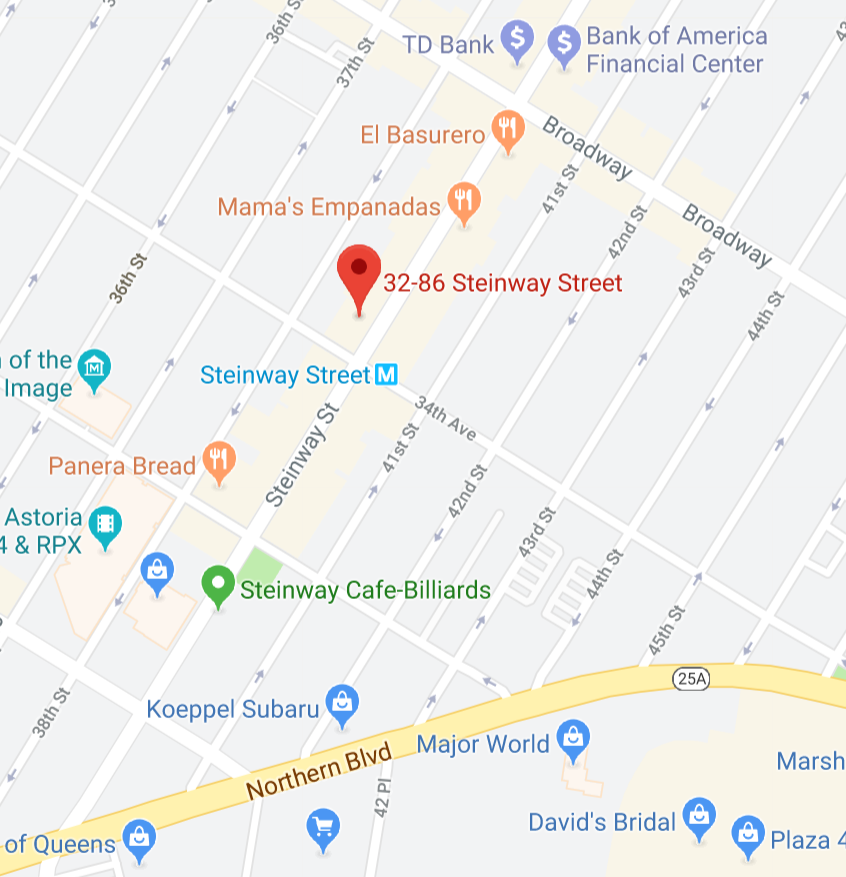 36th St
37th St
TD Bank
Bank of America
Financial Center
El Basurero
Broadway
Mama's Empanadas
41st St
42nd St
Broadway
43rd St
36th St
32-86 Steinway Street
44th St
of the
Image
Steinway Street M
34th Ave
Steinway St
41st St
Panera Bread
42nd St
Astoria
4 & RPX
43rd St
44th St
Steinway Cafe-Billiards
45th St
25A
38th St
Koeppel Subaru
Major World
Northern Blvd
Marsh
42 Pl
David's Bridal
of Queens
Plaza 4